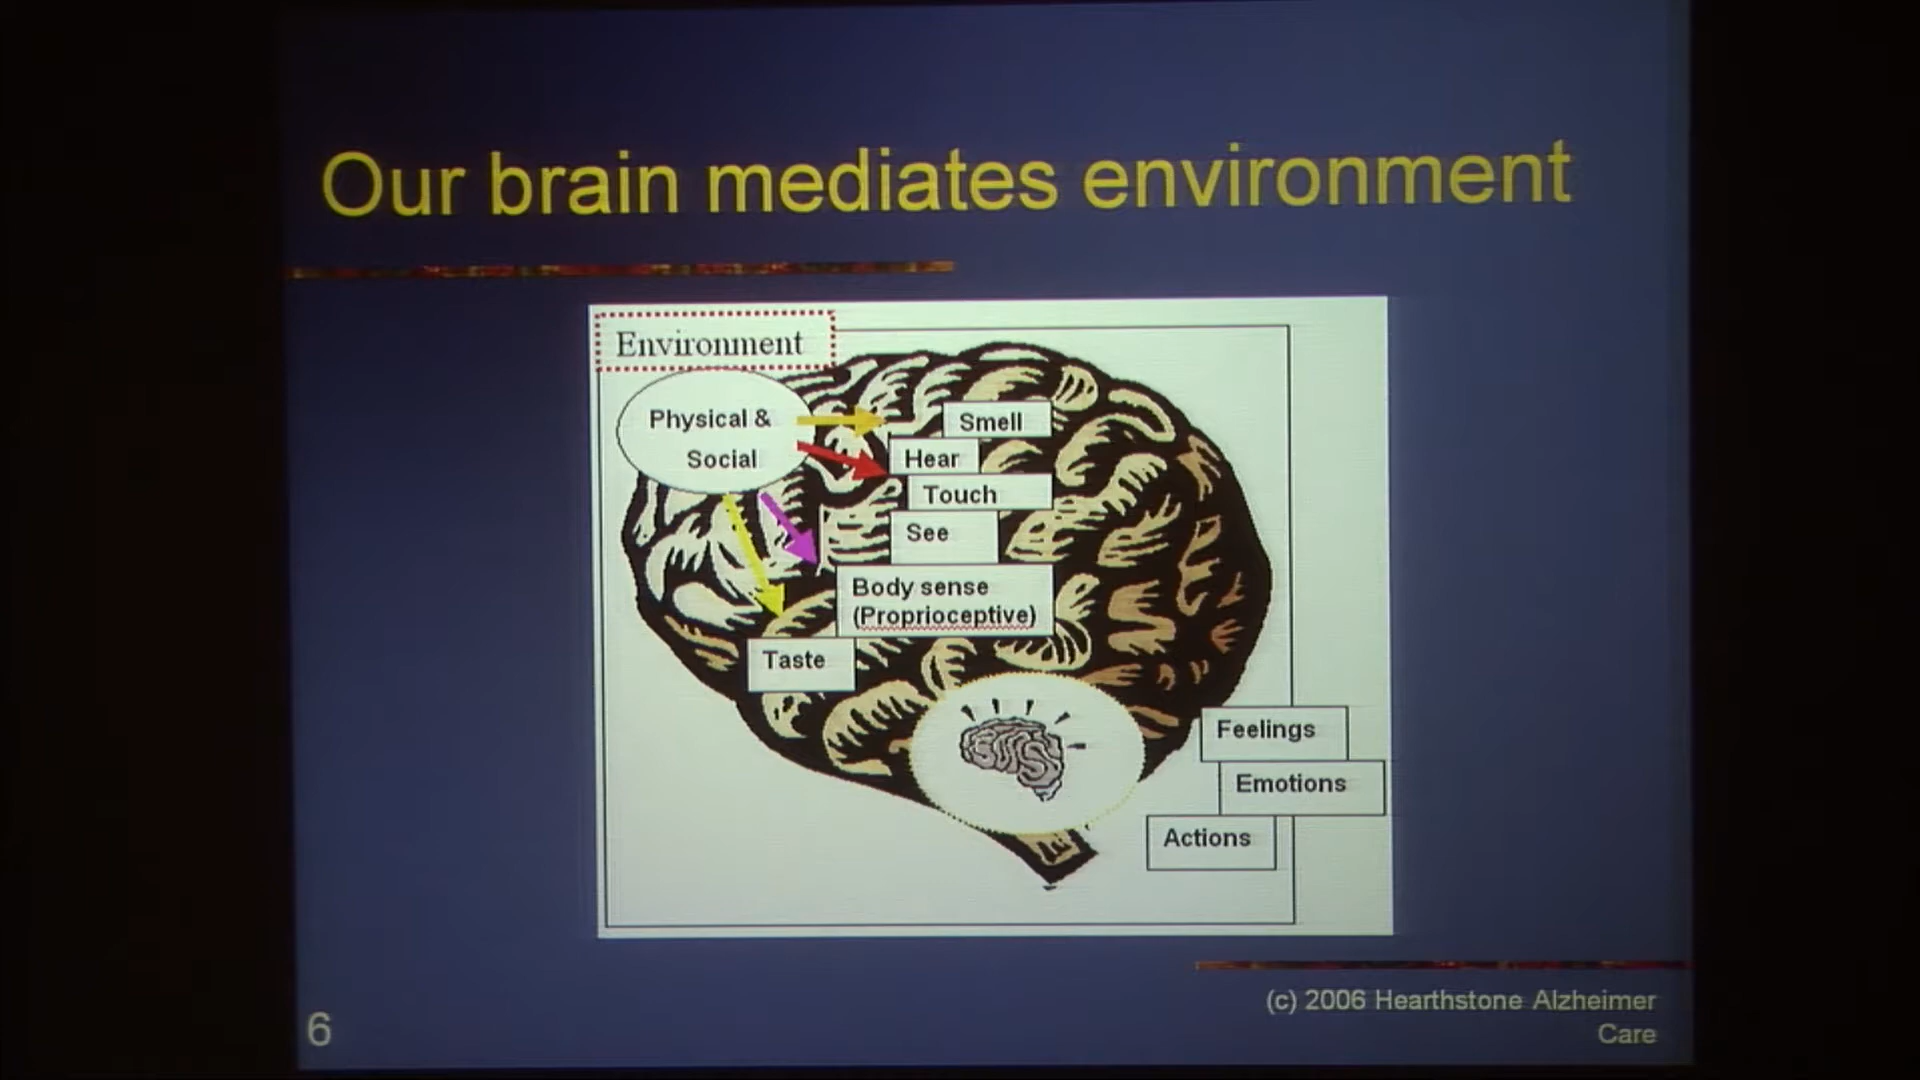 Our brain mediates environment
Environment
Physical &
Social
Smell
Hear
Touch
See
Body sense
(Proprioceptive)
Taste
Feelings
Emotions
Actions
6
(c) 2006 Hearthstone Alzheimer
Care